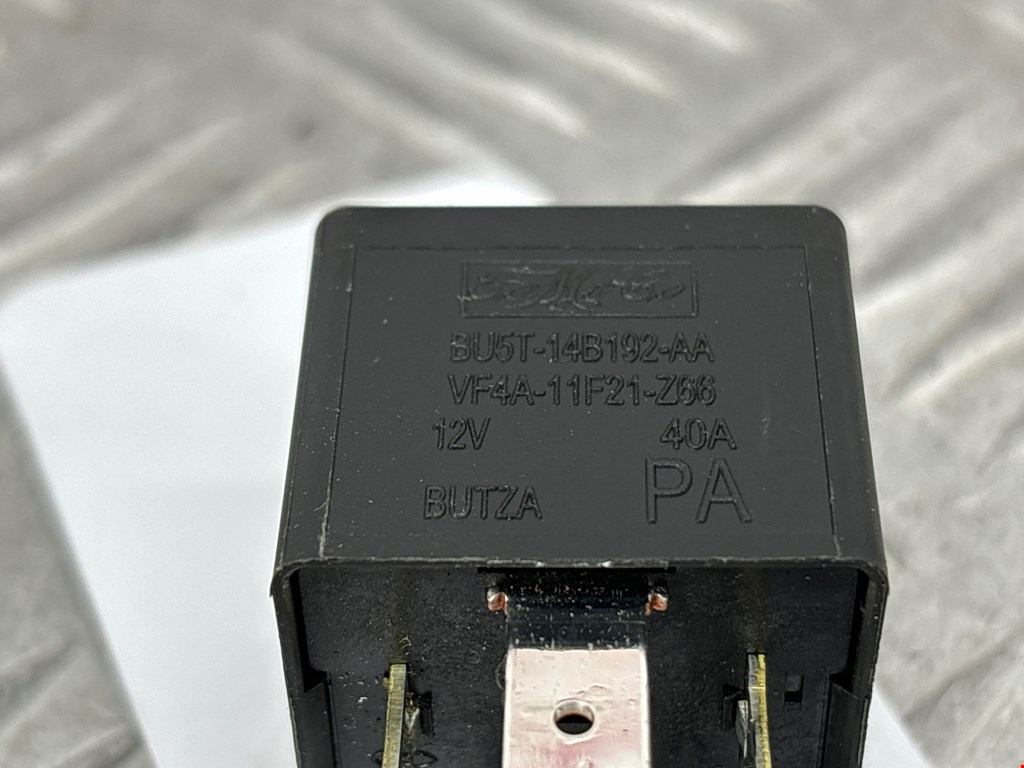 BU5T-14B192-AA
VF4A-11F21-Z66
12V 40A
BUTZA PA